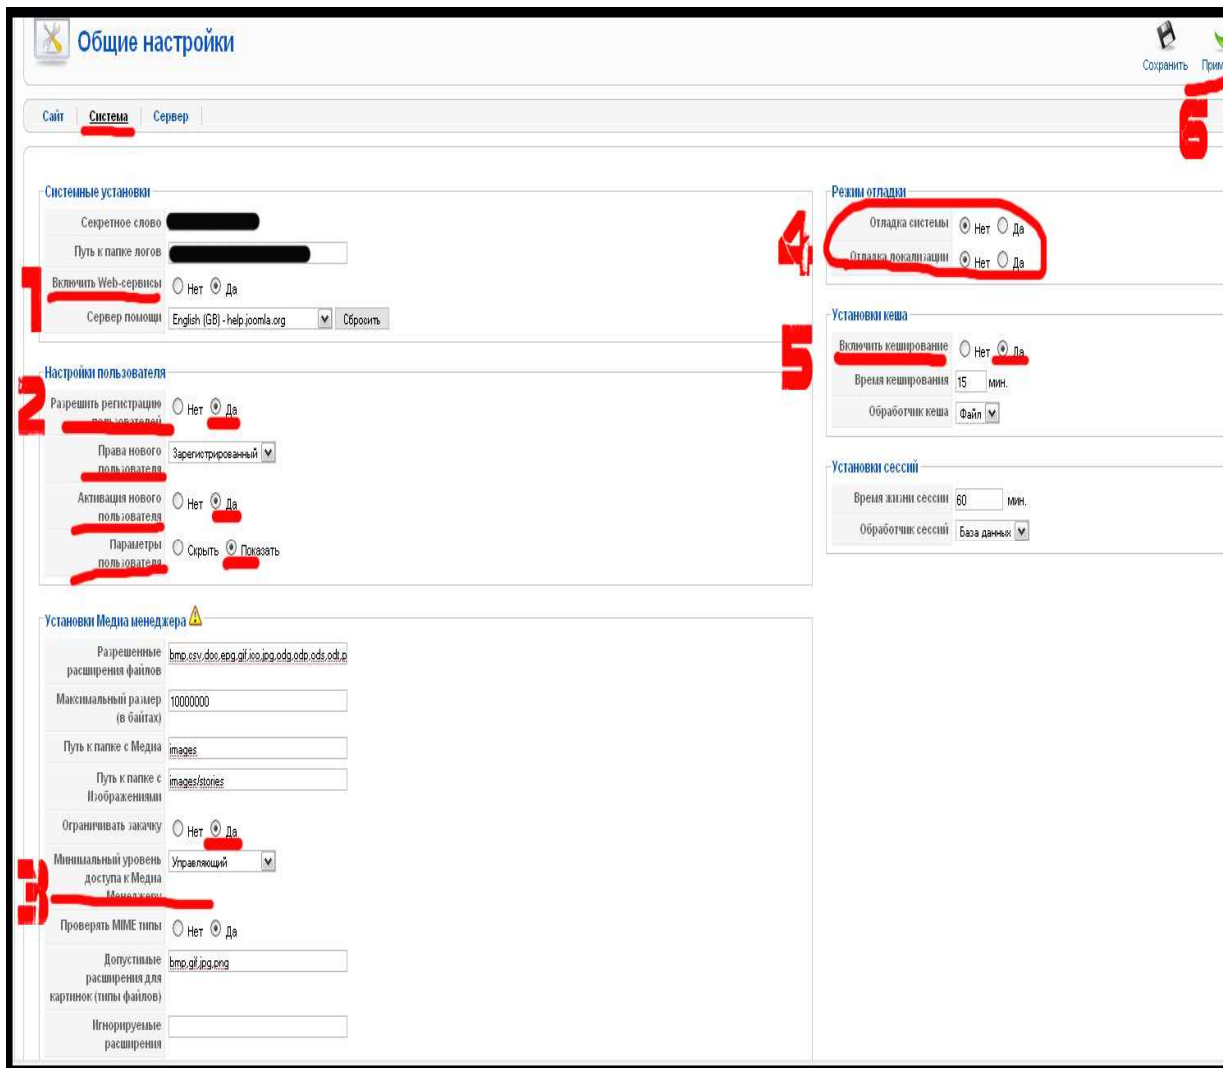 Общие настройки
Сохранить
Прим
6
Сайт Система Сервер
Системные установки
Секретное слово
Путь к папке логов
1
Включить Web-сервисы Нет Да
Сервер помощи English (GB) - help.joomla.org Сбросить
Настройки пользователя
2
Разрешить регистрацию
пользователей Нет Да
Права нового
пользователя Зарегистрированный
Активация нового
пользователя Нет Да
Параметры
пользователя Скрыть Показать
Установки Медиа менеджера
Разрешенные
расширения файлов bmp,csv,doc,epg,gif,ico,jpg,odg,odp,ods,odt,p
Максимальный размер
(в байтах) 10000000
Путь к папке с Медиа images
Путь к папке с
Изображениями images/stories
Ограничивать закачку Нет Да
3
Минимальный уровень
доступа к Медиа
Менеджеру Управляющий
Проверять MIME типы Нет Да
Допустимые
расширения для
картинок (типы файлов) bmp,gif,jpg,png
Игнорируемые
расширения
4
Режим отладки
Отладка системы Нет Да
Отладка локализации Нет Да
5
Установки кеша
Включить кеширование Нет Да
Время кеширования 15 мин.
Обработчик кеша Файл
Установки сессий
Время жизни сессии 60 мин.
Обработчик сессий База данных